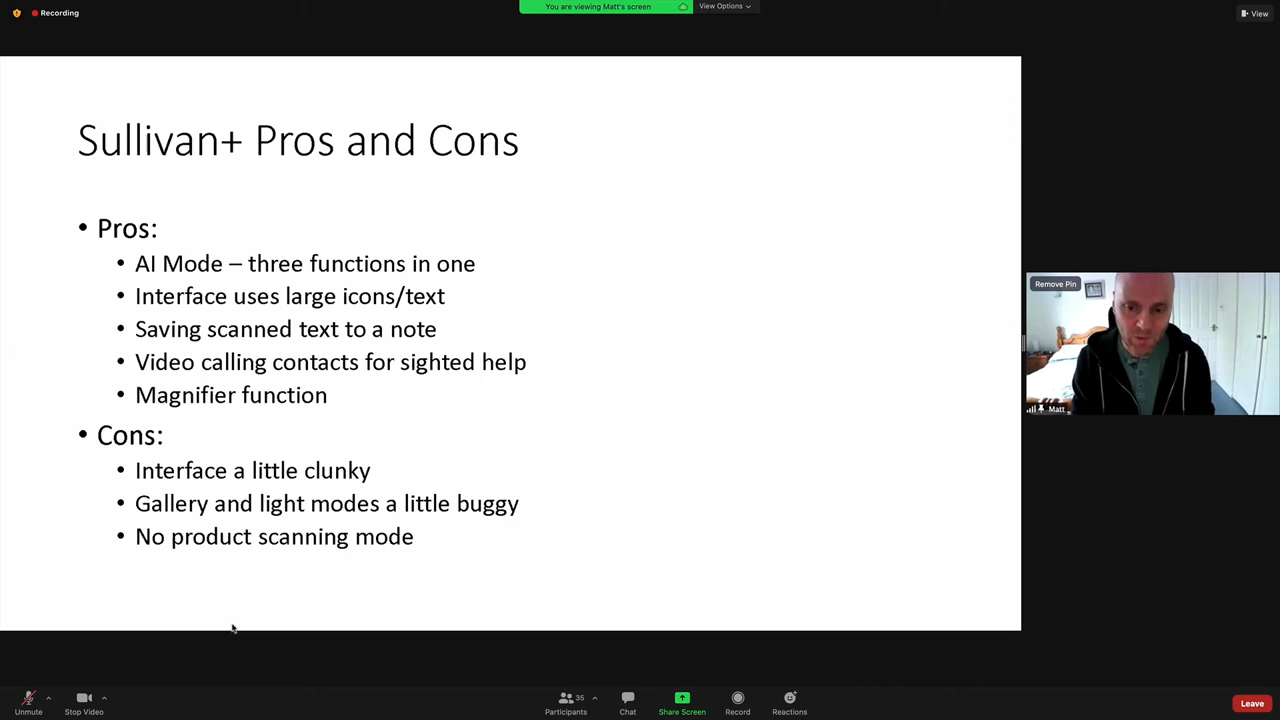 Recording
You are viewing Matt's screen
View Options
View
Sullivan+ Pros and Cons
• Pros:
• AI Mode – three functions in one
• Interface uses large icons/text
• Saving scanned text to a note
• Video calling contacts for sighted help
• Magnifier function
• Cons:
• Interface a little clunky
• Gallery and light modes a little buggy
• No product scanning mode
Remove Pin
Matt
Unmute
Stop Video
35
Participants
Chat
Share Screen
Record
Reactions
Leave